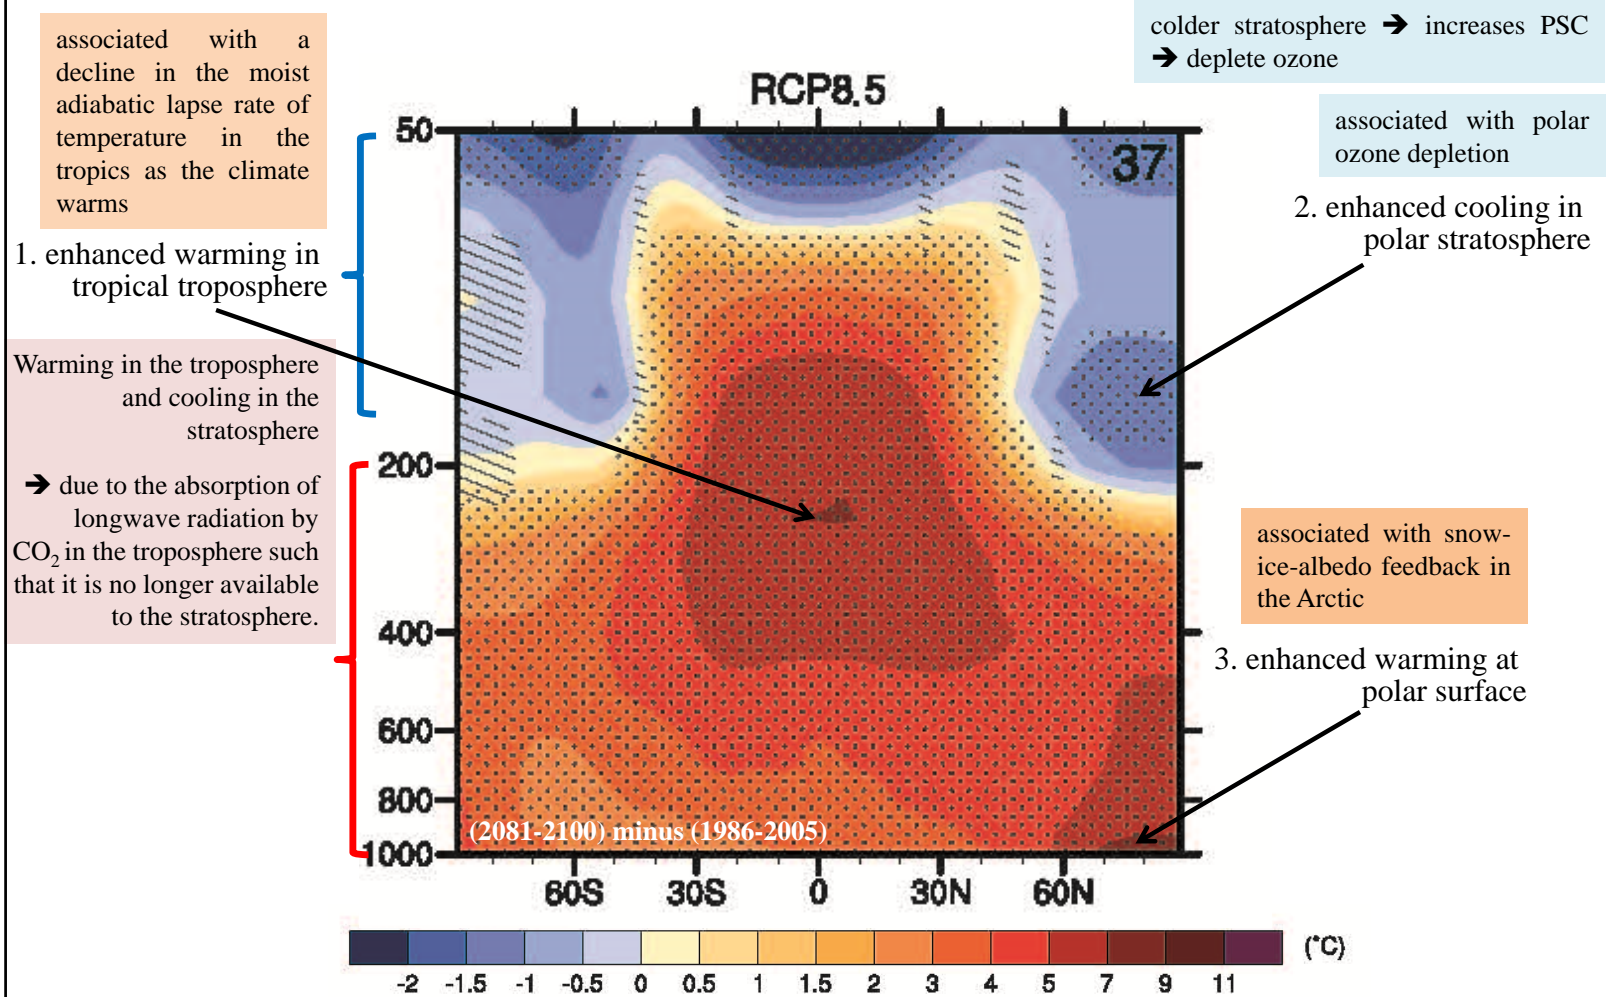 associated with a
decline in the moist
adiabatic lapse rate of
temperature in the
tropics as the climate
warms
1. enhanced warming in
tropical troposphere
Warming in the troposphere
and cooling in the
stratosphere
➔ due to the absorption of
longwave radiation by
CO₂ in the troposphere such
that it is no longer available
to the stratosphere.
RCP8.5
37
50
200
400
600
800
1000
(2081-2100) minus (1986-2005)
60S 30S 0 30N 60N
-2 -1.5 -1 -0.5 0 0.5 1 1.5 2 3 4 5 7 9 11
(°C)
colder stratosphere ➔ increases PSC
➔ deplete ozone
associated with polar
ozone depletion
2. enhanced cooling in
polar stratosphere
associated with snow-
ice-albedo feedback in
the Arctic
3. enhanced warming at
polar surface